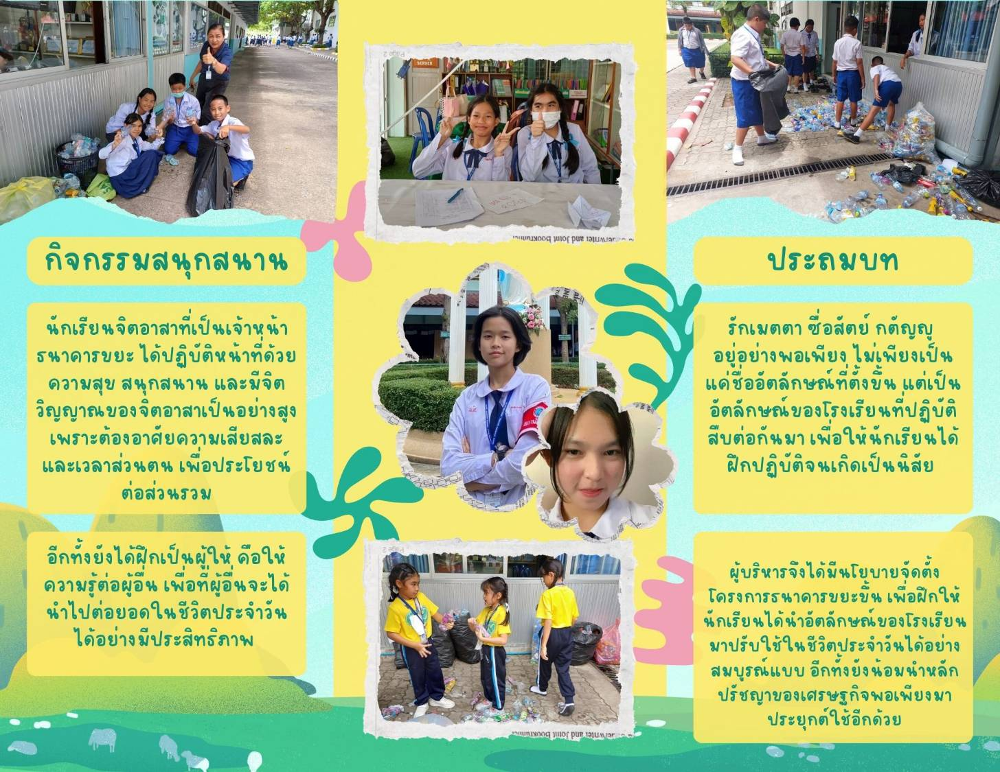 กิจกรรมสนุกสนาน
นักเรียนจิตอาสาที่เป็นเจ้าหน้า
ธนาคารขยะ ได้ปฏิบัติหน้าที่ด้วย
ความสุข สนุกสนาน และมีจิต
วิญญาณของจิตอาสาเป็นอย่างสูง
เพราะต้องอาศัยความเสียสละ
และเวลาส่วนตน เพื่อประโยชน์
ต่อส่วนรวม
อีกทั้งยังได้ฝึกเป็นผู้ให้ คือให้
ความรู้ต่อผู้อื่น เพื่อที่ผู้อื่นจะได้
นำไปต่อยอดในชีวิตประจำวัน
ได้อย่างมีประสิทธิภาพ
Page 2
SERVER
erwriter and Joint bookrunner
Page 2
erwriter and Joint bookrunner
ประถมบท
รักเมตตา ซื่อสัตย์ กตัญญู
อยู่อย่างพอเพียง ไม่เพียงเป็น
แค่ชื่ออัตลักษณ์ที่ตั้งขึ้น แต่เป็น
อัตลักษณ์ของโรงเรียนที่ปฏิบัติ
สืบต่อกันมา เพื่อให้นักเรียนได้
ฝึกปฏิบัติจนเกิดเป็นนิสัย
ผู้บริหารจึงได้มีนโยบายจัดตั้ง
โครงการธนาคารขยะขึ้น เพื่อฝึกให้
นักเรียนได้นำอัตลักษณ์ของโรงเรียน
มาปรับใช้ในชีวิตประจำวันได้อย่าง
สมบูรณ์แบบ อีกทั้งยังน้อมนำหลัก
ปรัชญาของเศรษฐกิจพอเพียงมา
ประยุกต์ใช้อีกด้วย